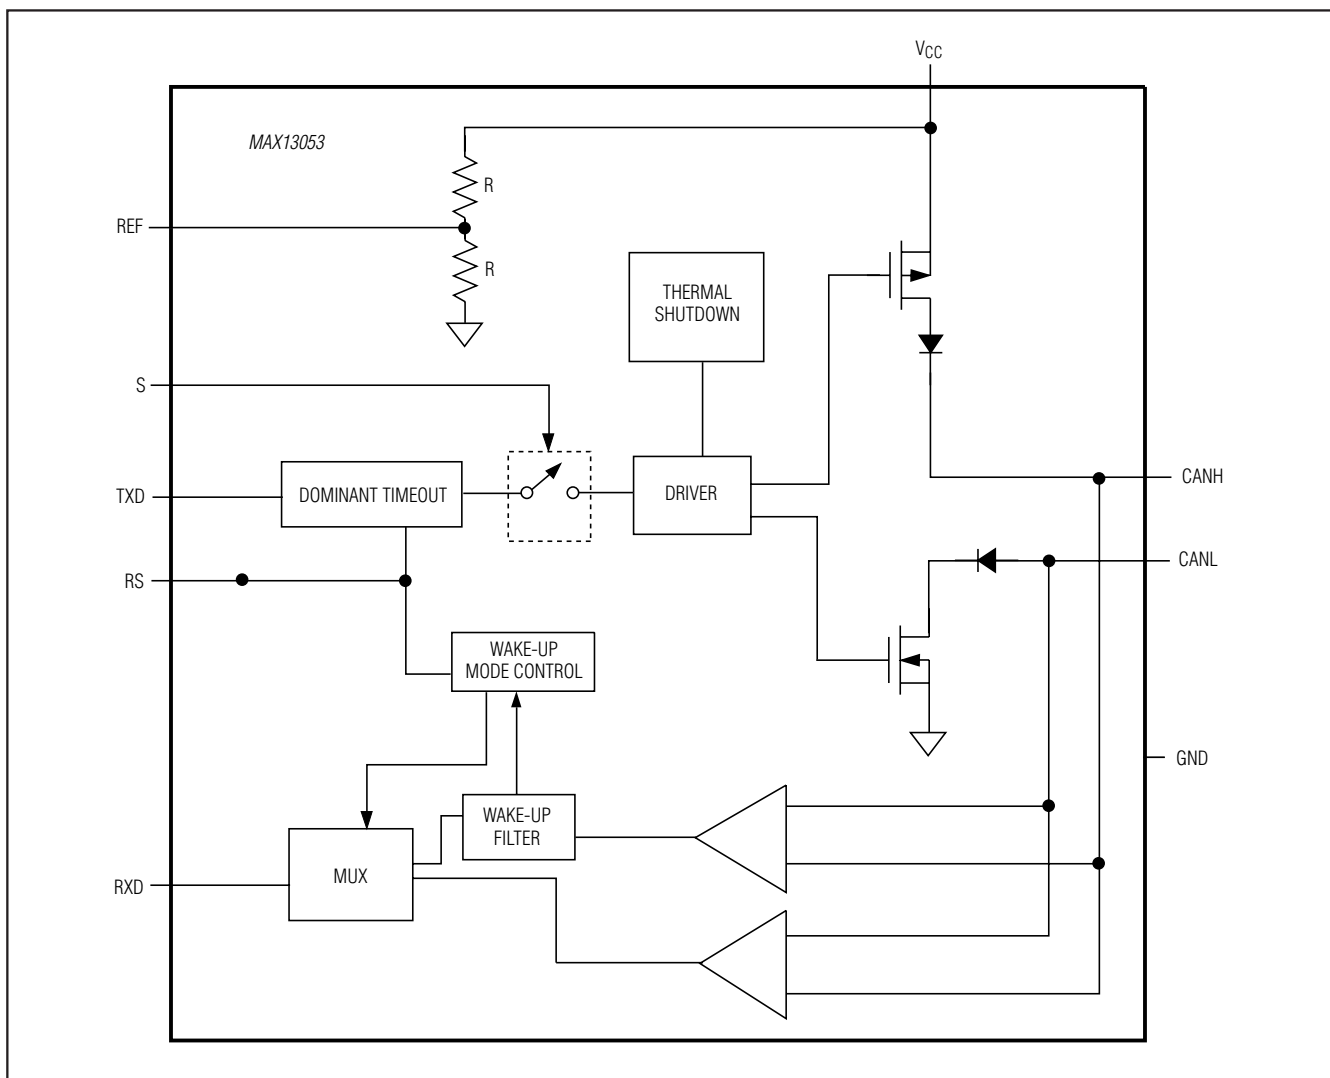 VCC
MAX13053
R
REF
R
THERMAL
SHUTDOWN
S
TXD
DOMINANT TIMEOUT
DRIVER
CANH
CANL
RS
WAKE-UP
MODE CONTROL
GND
WAKE-UP
FILTER
MUX
RXD